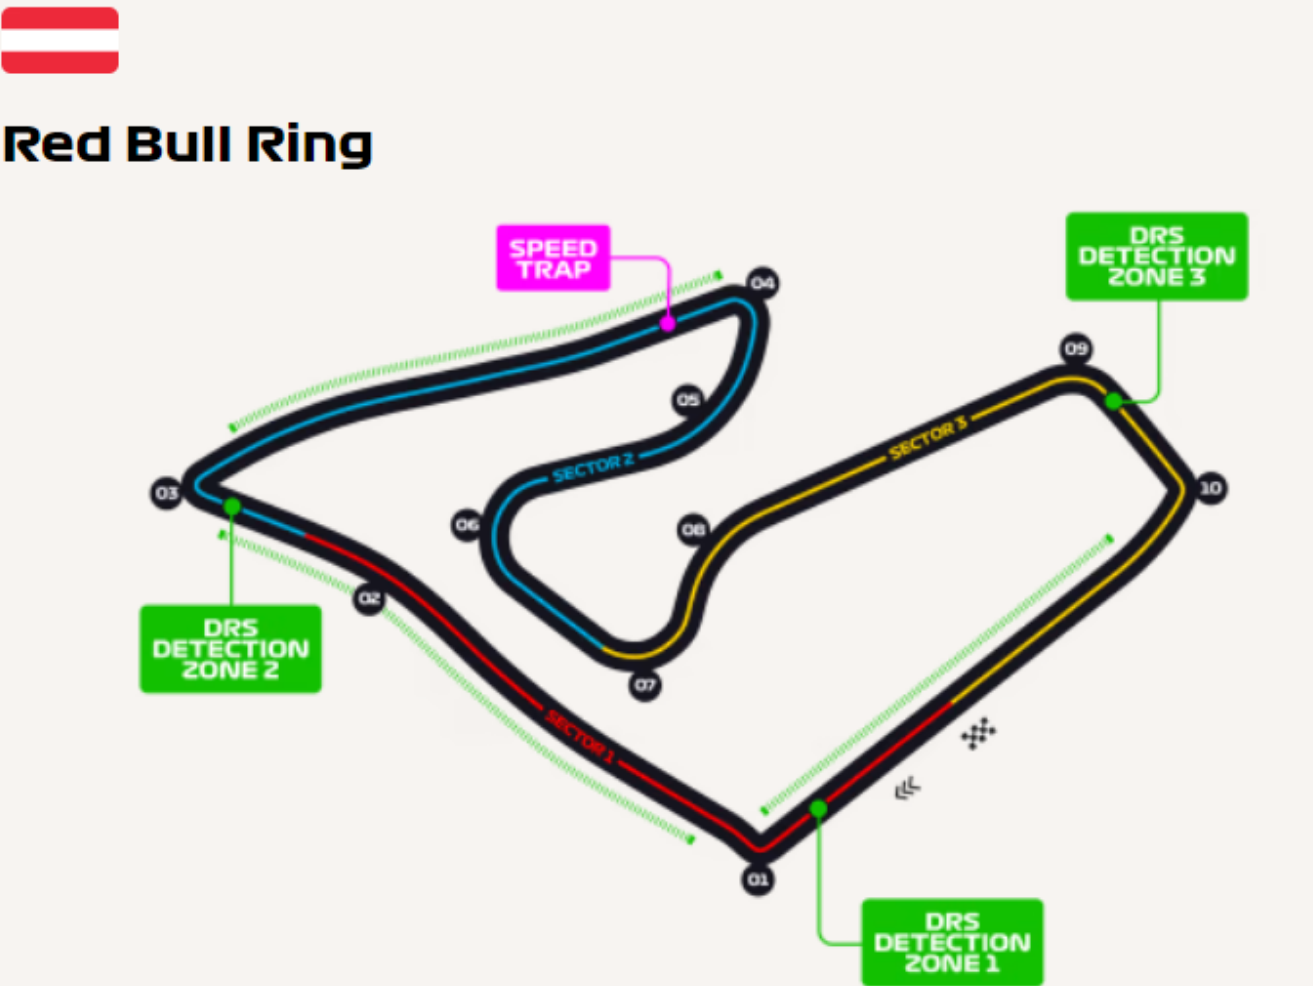 Red Bull Ring
SPEED
TRAP
DRS
DETECTION
ZONE 3
04
09
05
SECTOR 3
SECTOR 2
03
10
06
08
02
DRS
DETECTION
ZONE 2
07
SECTOR 1
01
DRS
DETECTION
ZONE 1